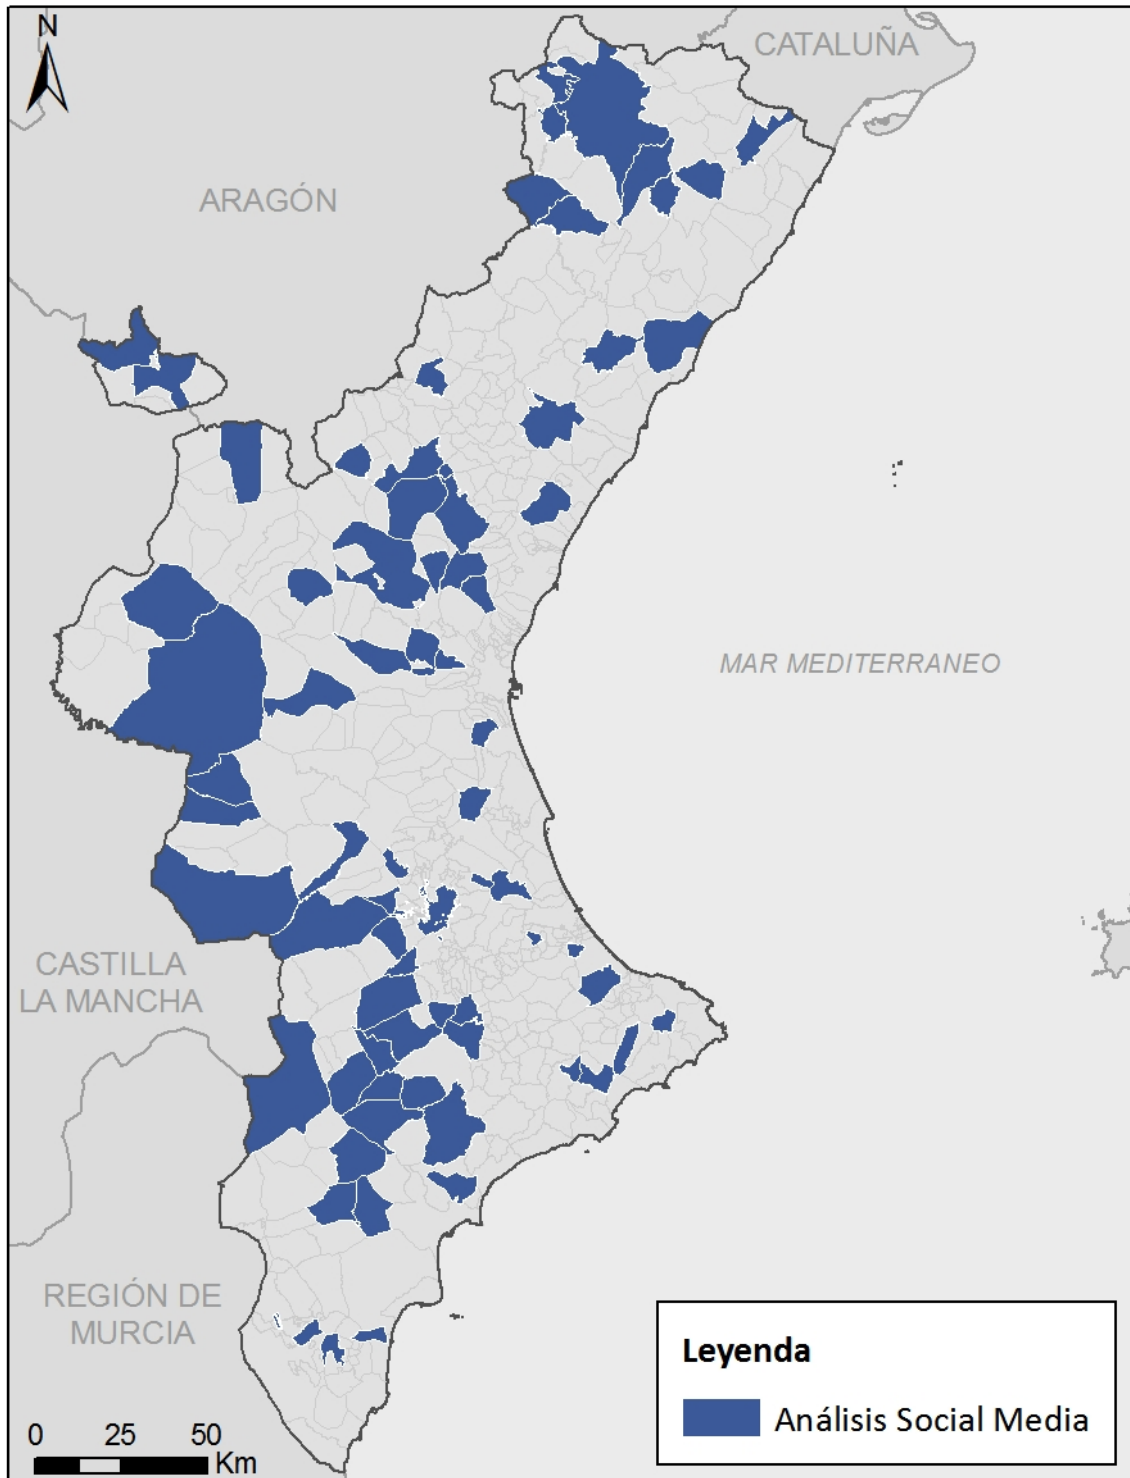 N
CATALUÑA
ARAGÓN
MAR MEDITERRANEO
CASTILLA
LA MANCHA
REGIÓN DE
MURCIA
Leyenda
Análisis Social Media
0 25 50
Km